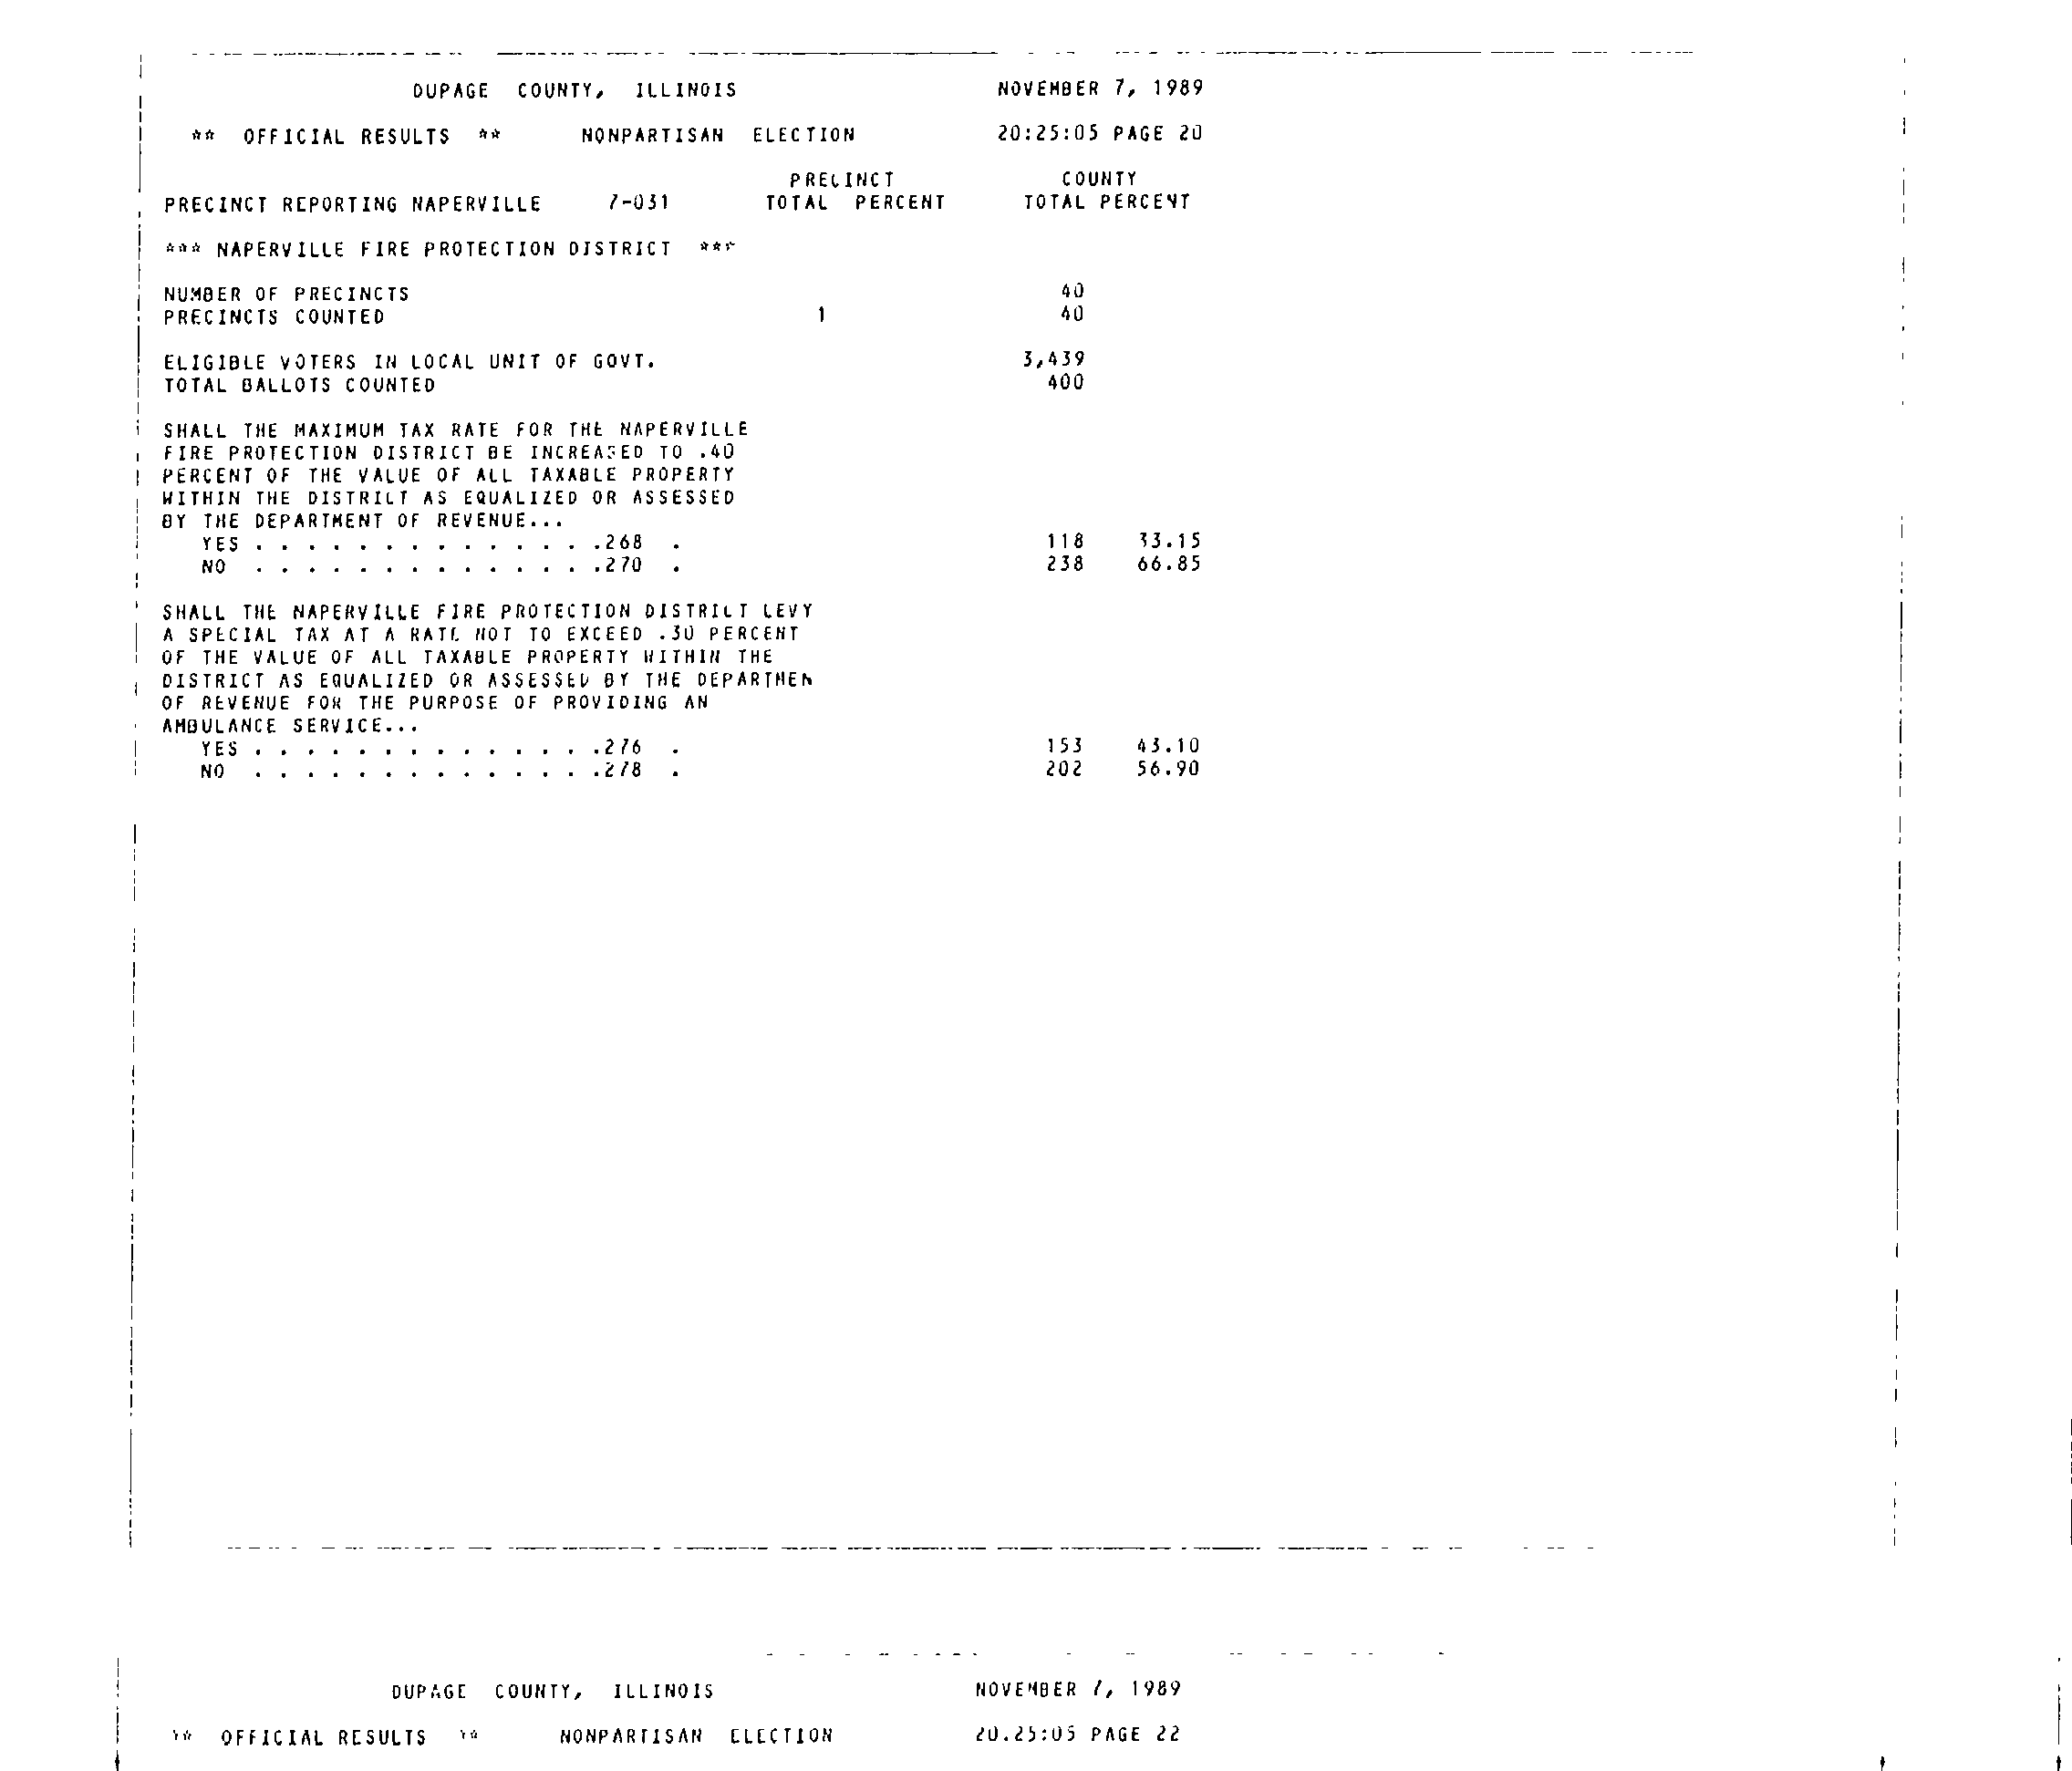 DUPAGE COUNTY, ILLINOIS NOVEMBER 7, 1989
** OFFICIAL RESULTS ** NONPARTISAN ELECTION 20:25:05 PAGE 20
PRECINCT COUNTY
PRECINCT REPORTING NAPERVILLE 7-031 TOTAL PERCENT TOTAL PERCENT
*** NAPERVILLE FIRE PROTECTION DISTRICT ***
NUMBER OF PRECINCTS 40
PRECINCTS COUNTED 1 40
ELIGIBLE VOTERS IN LOCAL UNIT OF GOVT. 3,439
TOTAL BALLOTS COUNTED 400
SHALL THE MAXIMUM TAX RATE FOR THE NAPERVILLE
FIRE PROTECTION DISTRICT BE INCREASED TO .40
PERCENT OF THE VALUE OF ALL TAXABLE PROPERTY
WITHIN THE DISTRICT AS EQUALIZED OR ASSESSED
BY THE DEPARTMENT OF REVENUE...
YES . . . . . . . . . . . . . .268 . 118 33.15
NO . . . . . . . . . . . . . .270 . 238 66.85
SHALL THE NAPERVILLE FIRE PROTECTION DISTRICT LEVY
A SPECIAL TAX AT A RATE NOT TO EXCEED .30 PERCENT
OF THE VALUE OF ALL TAXABLE PROPERTY WITHIN THE
DISTRICT AS EQUALIZED OR ASSESSED BY THE DEPARTMEN
OF REVENUE FOR THE PURPOSE OF PROVIDING AN
AMBULANCE SERVICE...
YES . . . . . . . . . . . . . .276 . 153 43.10
NO . . . . . . . . . . . . . .278 . 202 56.90
DUPAGE COUNTY, ILLINOIS NOVEMBER 7, 1989
** OFFICIAL RESULTS ** NONPARTISAN ELECTION 20:25:05 PAGE 22